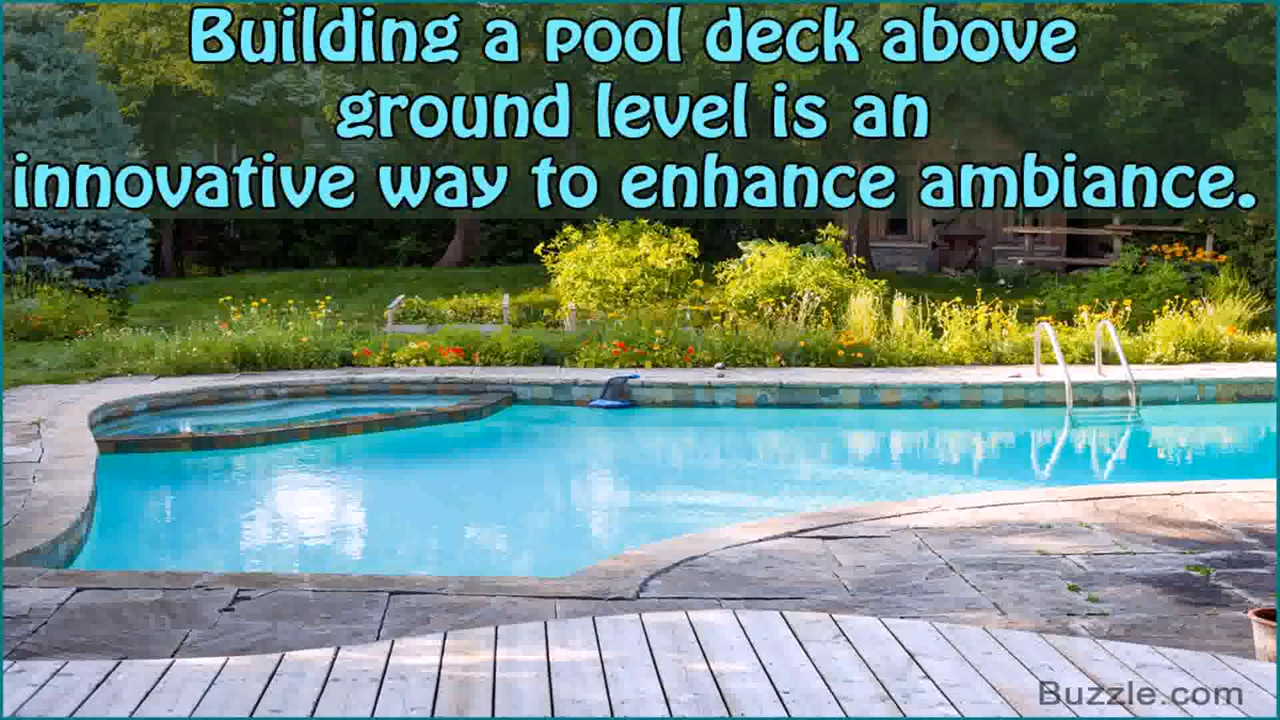 Building a pool deck above
ground level is an
innovative way to enhance ambiance.
Buzzle.com